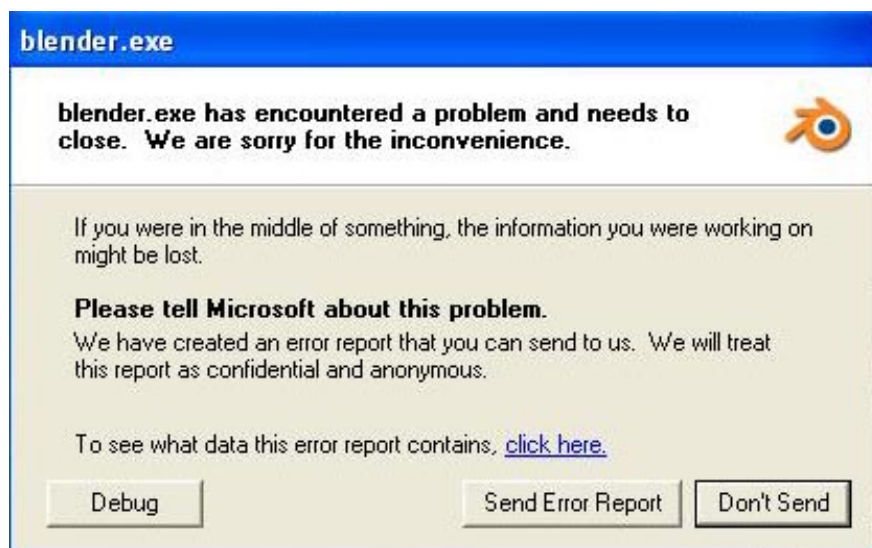 blender.exe
blender.exe has encountered a problem and needs to
close.  We are sorry for the inconvenience.
If you were in the middle of something, the information you were working on
might be lost.
Please tell Microsoft about this problem.
We have created an error report that you can send to us.  We will treat
this report as confidential and anonymous.
To see what data this error report contains, click here.
Debug
Send Error Report
Don't Send